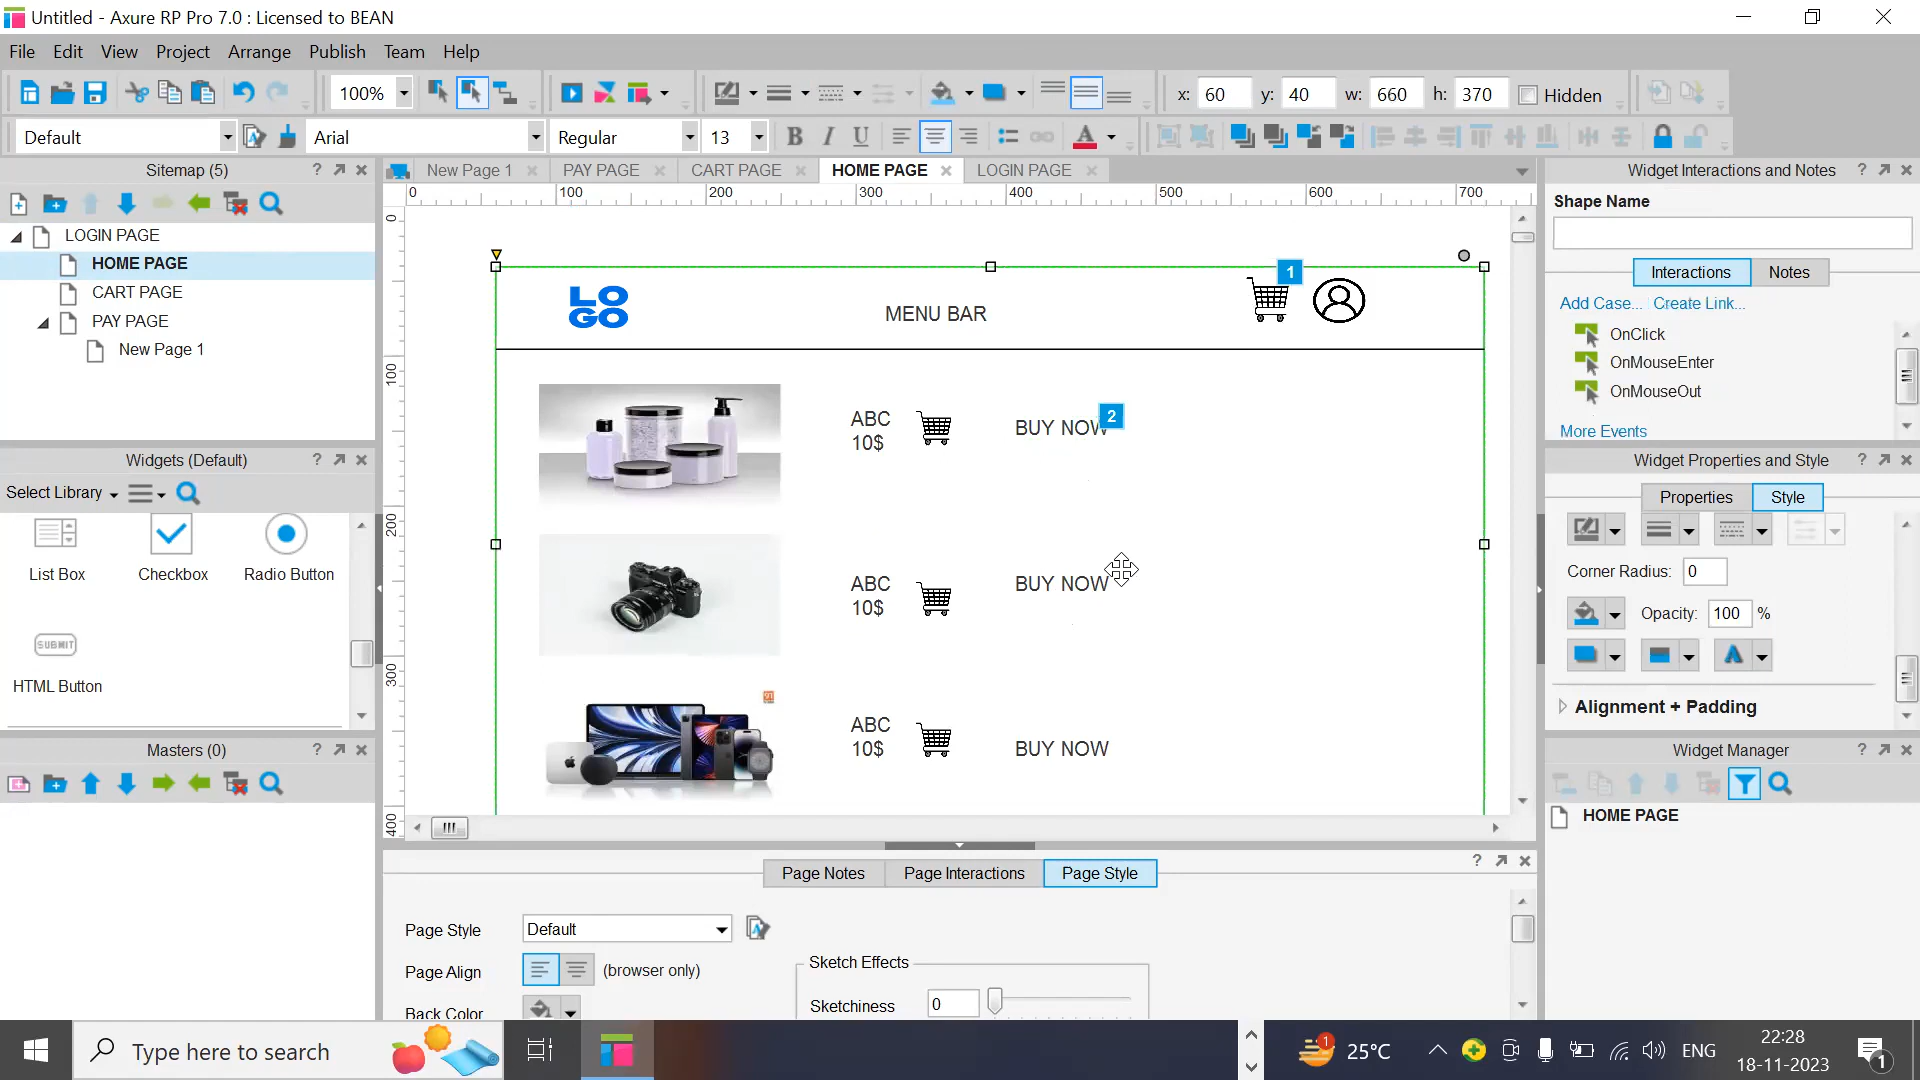 Untitled - Axure RP Pro 7.0 : Licensed to BEAN
File Edit View Project Arrange Publish Team Help
100% x: 60 y: 40 w: 660 h: 370 Hidden
Default Arial Regular 13 B I U A
Sitemap (5) ?
LOGIN PAGE
HOME PAGE
CART PAGE
PAY PAGE
New Page 1
Widgets (Default) ?
Select Library
List Box Checkbox Radio Button
SUBMIT
HTML Button
Masters (0) ?
New Page 1 PAY PAGE CART PAGE HOME PAGE LOGIN PAGE
0 100 200 300 400 500 600 700
0
100
200
300
400
LO
GO
MENU BAR
1
ABC
10$
BUY NOW
2
ABC
10$
BUY NOW
ABC
10$
BUY NOW
Page Notes Page Interactions Page Style
?
Page Style Default
Page Align (browser only)
Back Color
Sketch Effects
Sketchiness 0
Widget Interactions and Notes ?
Shape Name
Interactions Notes
Add Case... Create Link...
OnClick
OnMouseEnter
OnMouseOut
More Events
Widget Properties and Style ?
Properties Style
Corner Radius: 0
Opacity: 100 %
Alignment + Padding
Widget Manager ?
HOME PAGE
Type here to search
1
25°C
ENG
22:28
18-11-2023
1